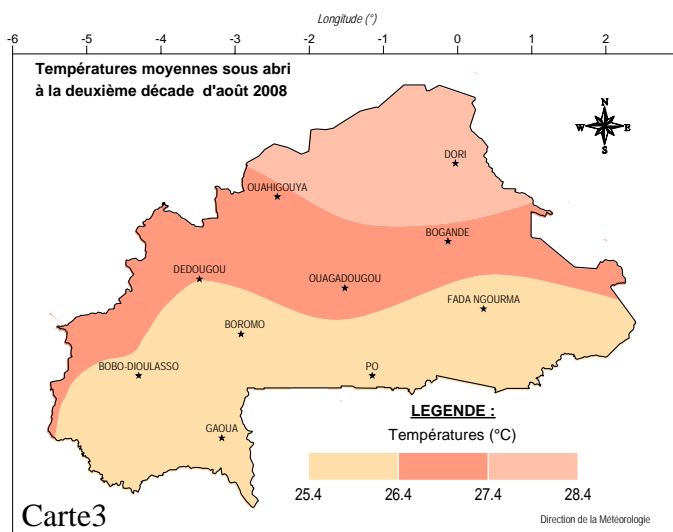 Longitude (°)
-6 -5 -4 -3 -2 -1 0 1 2
Températures moyennes sous abri
à la deuxième décade d'août 2008
N
W E
S
DORI
OUAHIGOUYA
BOGANDE
DEDOUGOU
OUAGADOUGOU
FADA NGOURMA
BOROMO
BOBO-DIOULASSO
PO
GAOUA
LEGENDE :
Températures (°C)
25.4 26.4 27.4 28.4
Carte3
Direction de la Météorologie